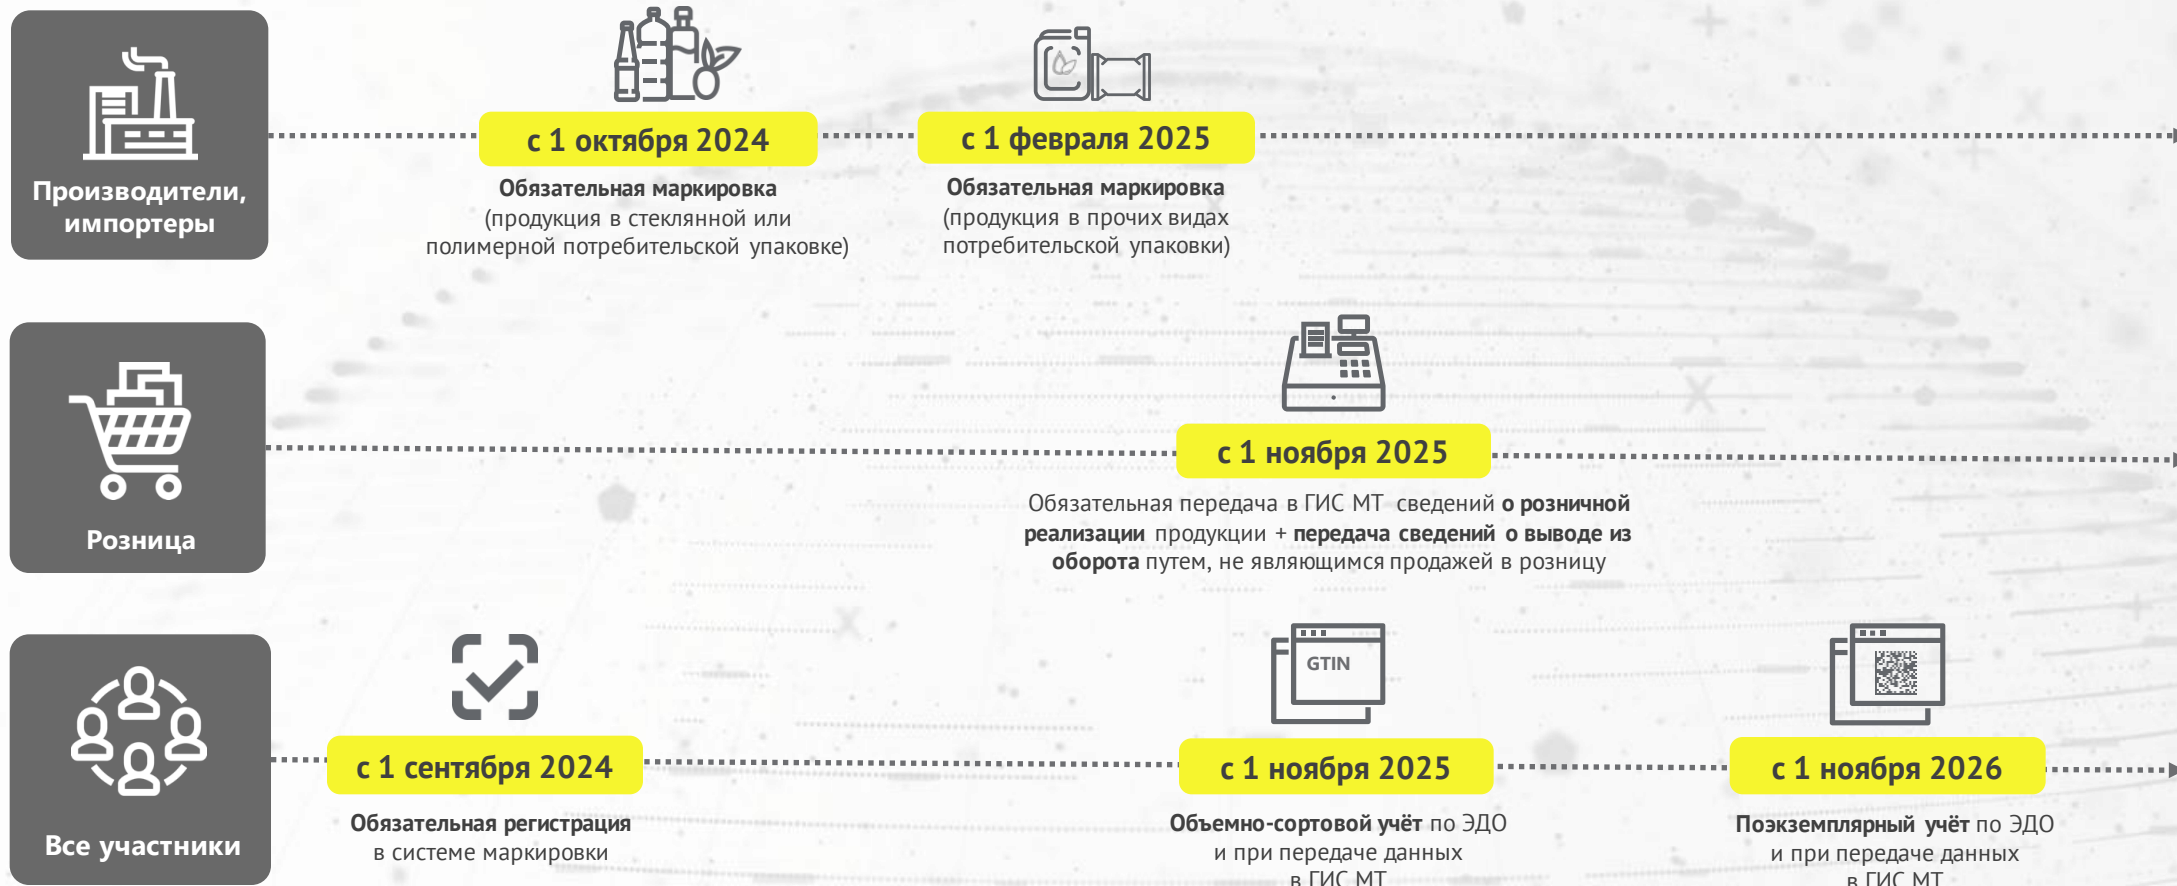 Производители,
импортеры
с 1 октября 2024
Обязательная маркировка
(продукция в стеклянной или
полимерной потребительской упаковке)
с 1 февраля 2025
Обязательная маркировка
(продукция в прочих видах
потребительской упаковки)
Розница
с 1 ноября 2025
Обязательная передача в ГИС МТ сведений о розничной
реализации продукции + передача сведений о выводе из
оборота путем, не являющимся продажей в розницу
Все участники
с 1 сентября 2024
Обязательная регистрация
в системе маркировки
GTIN
с 1 ноября 2025
Объемно-сортовой учёт по ЭДО
и при передаче данных
в ГИС МТ
с 1 ноября 2026
Поэкземплярный учёт по ЭДО
и при передаче данных
в ГИС МТ